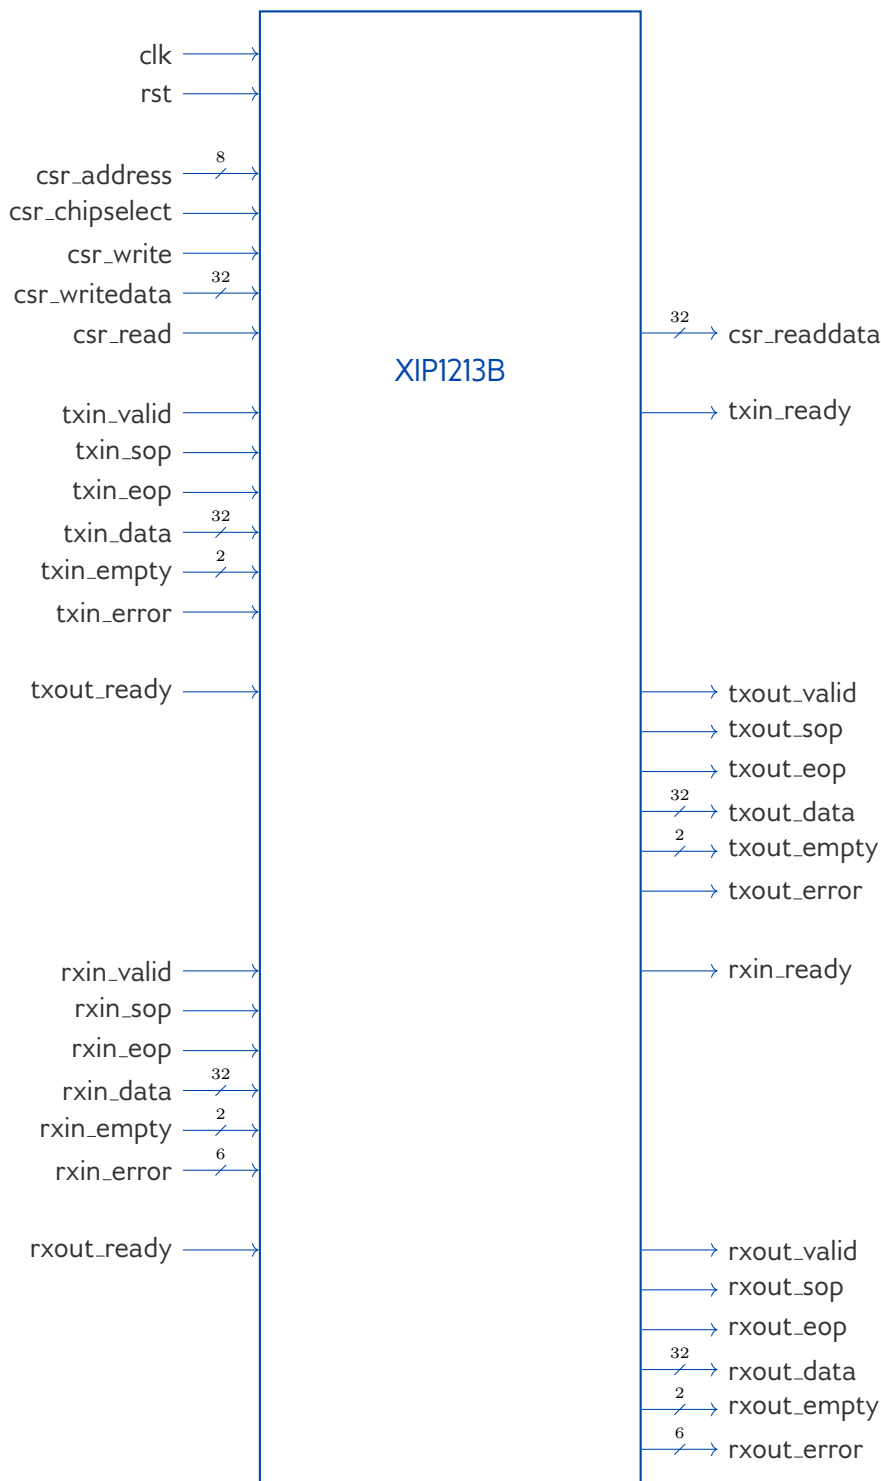 clk
rst
8
csr_address
csr_chipselect
csr_write
32
csr_writedata
csr_read
32
csr_readdata
XIP1213B
txin_valid
txin_ready
txin_sop
txin_eop
32
txin_data
2
txin_empty
txin_error
txout_ready
txout_valid
txout_sop
txout_eop
32
txout_data
2
txout_empty
txout_error
rxin_valid
rxin_ready
rxin_sop
rxin_eop
32
rxin_data
2
rxin_empty
6
rxin_error
rxout_ready
rxout_valid
rxout_sop
rxout_eop
32
rxout_data
2
rxout_empty
6
rxout_error